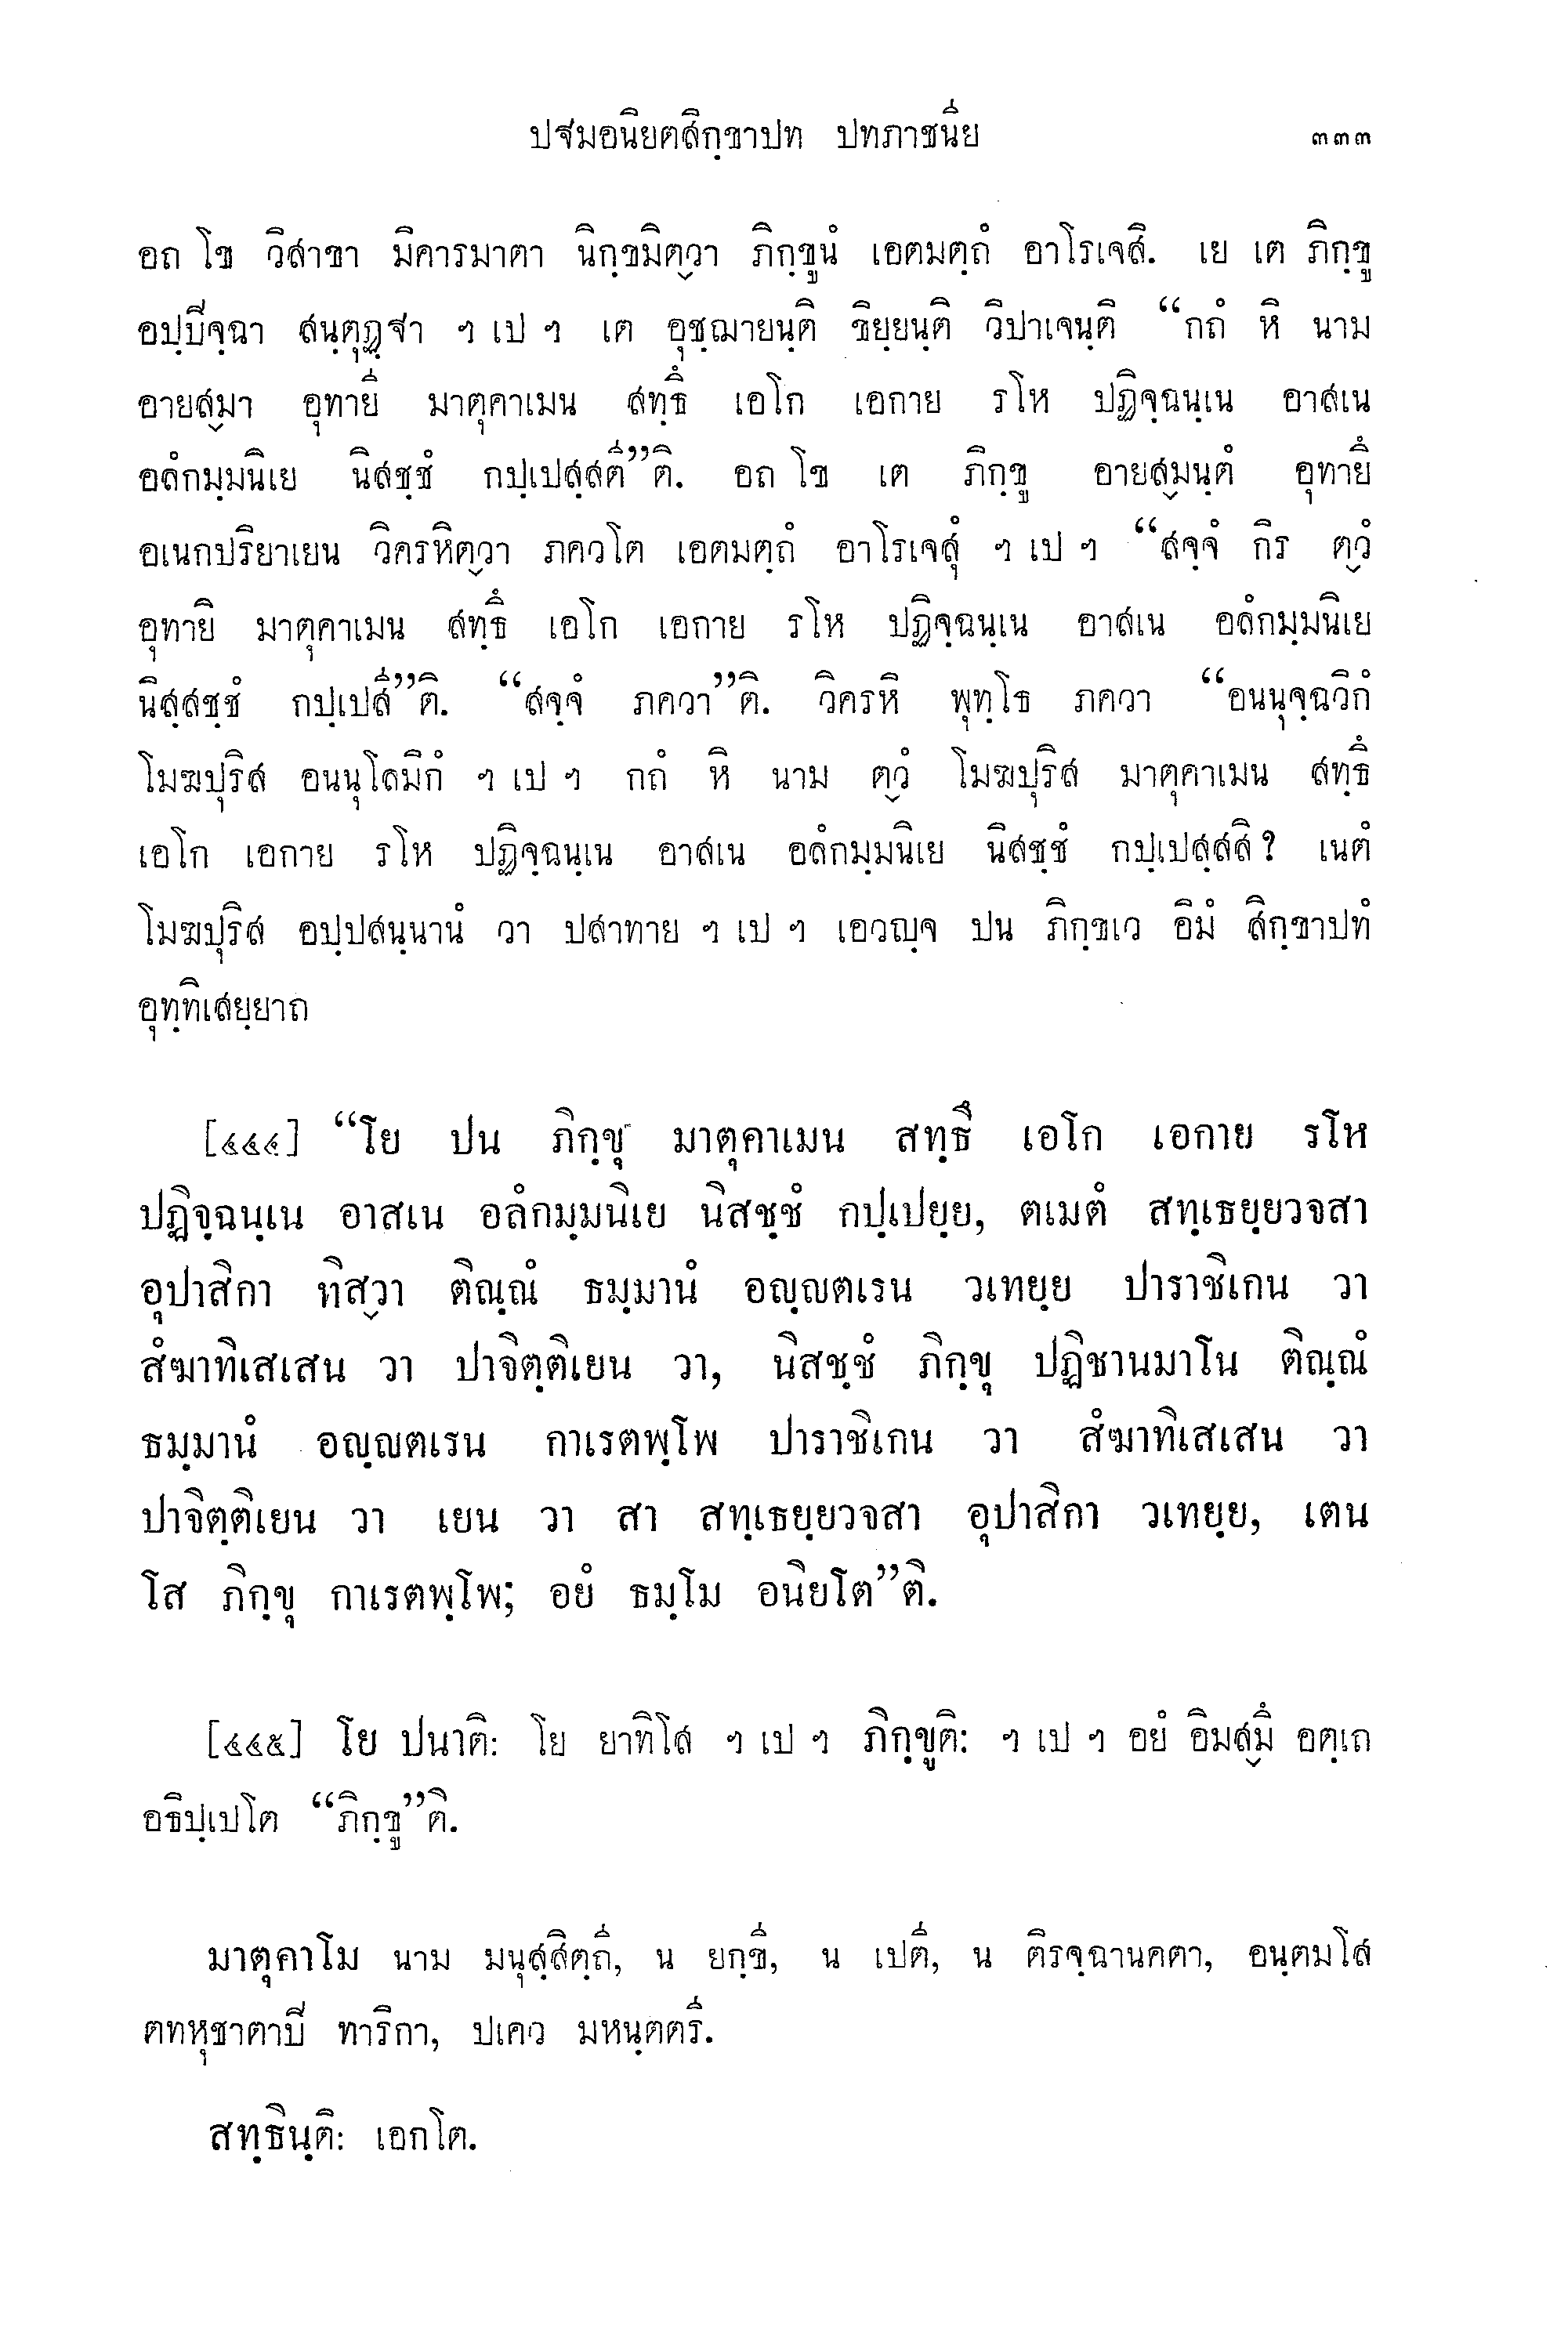 ปฐมอนิยตสิกฺขาปท ปทภาชนีย ๓๓๓
อถ โข วิสาขา มิคารมาตา นิกฺขมิตฺวา ภิกฺขูนํ เอตมตฺถํ อาโรเจสิ. เย เต ภิกฺขู
อปฺปิจฺฉา สนฺตุฏฺฐา ฯ เป ฯ เต อุชฺฌายนฺติ ขิยฺยนฺติ วิปาเจนฺติ “กถํ หิ นาม
อายสฺมา อุทายี มาตุคาเมน สทฺธึ เอโก เอกาย รโห ปฏิจฺฉนฺเน อาสเน
อลํกมฺมนิเย นิสชฺชํ กปฺเปสฺสตี”ติ. อถ โข เต ภิกฺขู อายสฺมนฺตํ อุทายึ
อเนกปริยาเยน วิครหิตฺวา ภควโต เอตมตฺถํ อาโรเจสุํ ฯ เป ฯ “สจฺจํ กิร ตฺวํ
อุทายิ มาตุคาเมน สทฺธึ เอโก เอกาย รโห ปฏิจฺฉนฺเน อาสเน อลํกมฺมนิเย
นิสฺสชฺชํ กปฺเปสี”ติ. “สจฺจํ ภควา”ติ. วิครหิ พุทฺโธ ภควา “อนนุจฺฉวิกํ
โมฆปุริส อนนุโลมิกํ ฯ เป ฯ กถํ หิ นาม ตฺวํ โมฆปุริส มาตุคาเมน สทฺธึ
เอโก เอกาย รโห ปฏิจฺฉนฺเน อาสเน อลํกมฺมนิเย นิสชฺชํ กปฺเปสฺสสิ? เนตํ
โมฆปุริส อปฺปสนฺนานํ วา ปสาทาย ฯ เป ฯ เอวญฺจ ปน ภิกฺขเว อิมํ สิกฺขาปทํ
อุทฺทิเสยฺยาถ
[๔๔๔] “โย ปน ภิกฺขุ มาตุคาเมน สทฺธึ เอโก เอกาย รโห
ปฏิจฺฉนฺเน อาสเน อลํกมฺมนิเย นิสชฺชํ กปฺเปยฺย, ตเมตํ สทฺเธยฺยวจสา
อุปาสิกา ทิสฺวา ติณฺณํ ธมฺมานํ อญฺญตเรน วเทยฺย ปาราชิเกน วา
สํฆาทิเสเสน วา ปาจิตฺติเยน วา, นิสชฺชํ ภิกฺขุ ปฏิชานมาโน ติณฺณํ
ธมฺมานํ อญฺญตเรน กาเรตพฺโพ ปาราชิเกน วา สํฆาทิเสเสน วา
ปาจิตฺติเยน วา เยน วา สา สทฺเธยฺยวจสา อุปาสิกา วเทยฺย, เตน
โส ภิกฺขุ กาเรตพฺโพ; อยํ ธมฺโม อนิยโต”ติ.
[๔๔๕] โย ปนาติ: โย ยาทิโส ฯ เป ฯ ภิกฺขูติ: ฯ เป ฯ อยํ อิมสฺมึ อตฺเถ
อธิปฺเปโต “ภิกฺขู”ติ.
มาตุคาโม นาม มนุสฺสิตฺถี, น ยกฺขี, น เปตี, น ติรจฺฉานคตา, อนฺตมโส
ตทหุชาตาปิ ทาริกา, ปเคว มหนฺตตรี.
สทฺธินฺติ: เอกโต.